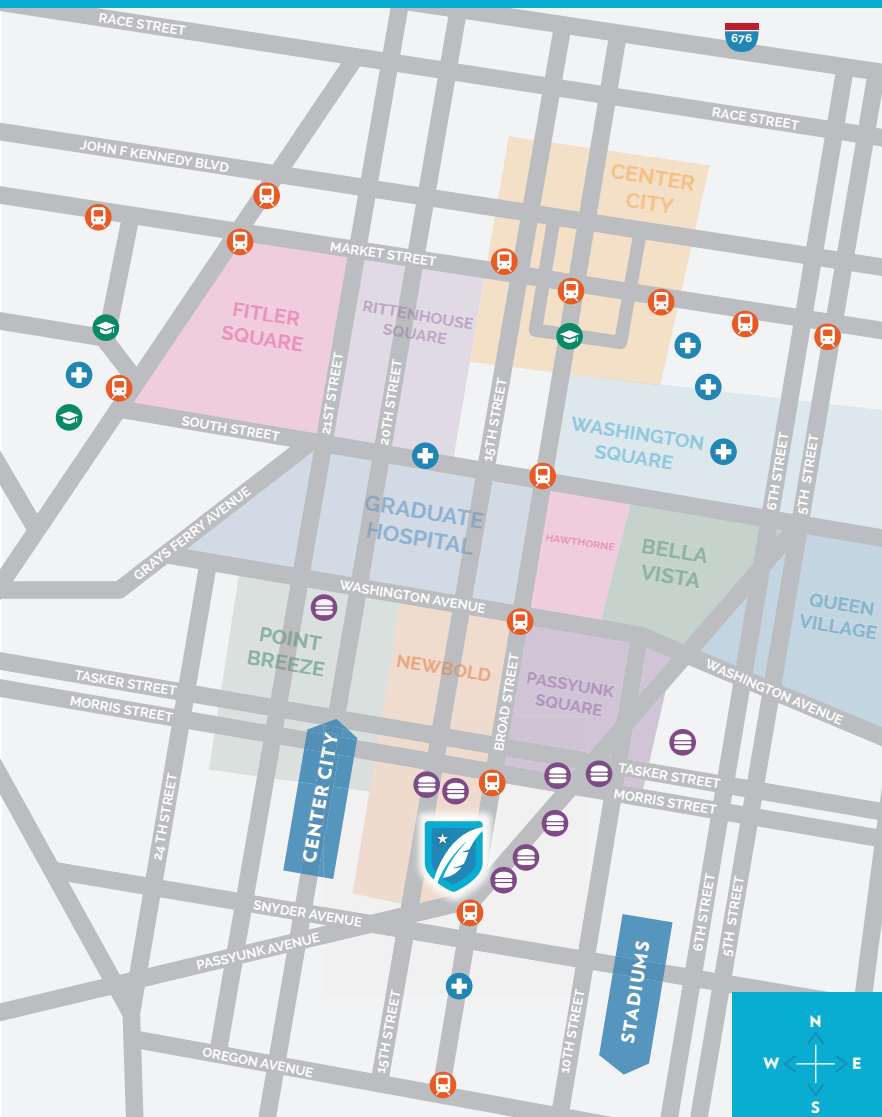 RACE STREET
676
RACE STREET
JOHN F KENNEDY BLVD
CENTER
CITY
MARKET STREET
FITLER
SQUARE
RITTENHOUSE
SQUARE
21ST STREET
20TH STREET
15TH STREET
SOUTH STREET
WASHINGTON
SQUARE
6TH STREET
5TH STREET
GRAYS FERRY AVENUE
GRADUATE
HOSPITAL
HAWTHORNE
BELLA
VISTA
QUEEN
VILLAGE
WASHINGTON AVENUE
POINT
BREEZE
NEWBOLD
BROAD STREET
PASSYUNK
SQUARE
WASHINGTON AVENUE
TASKER STREET
MORRIS STREET
TASKER STREET
MORRIS STREET
CENTER CITY
24 TH STREET
SNYDER AVENUE
PASSYUNK AVENUE
6TH STREET
5TH STREET
STADIUMS
15TH STREET
10TH STREET
OREGON AVENUE
N
W E
S